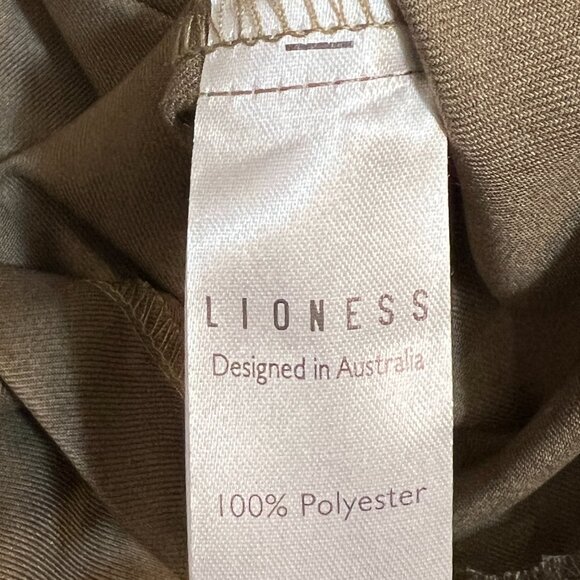 LIONESS
Designed in Australia
100% Polyester